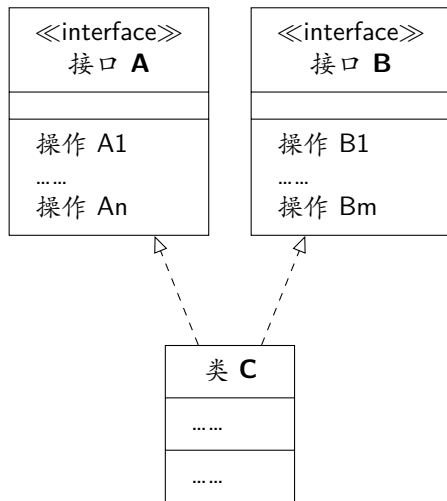 ≪interface≫
接口 A
操作 A1
……
操作 An
≪interface≫
接口 B
操作 B1
……
操作 Bm
类 C
……
……